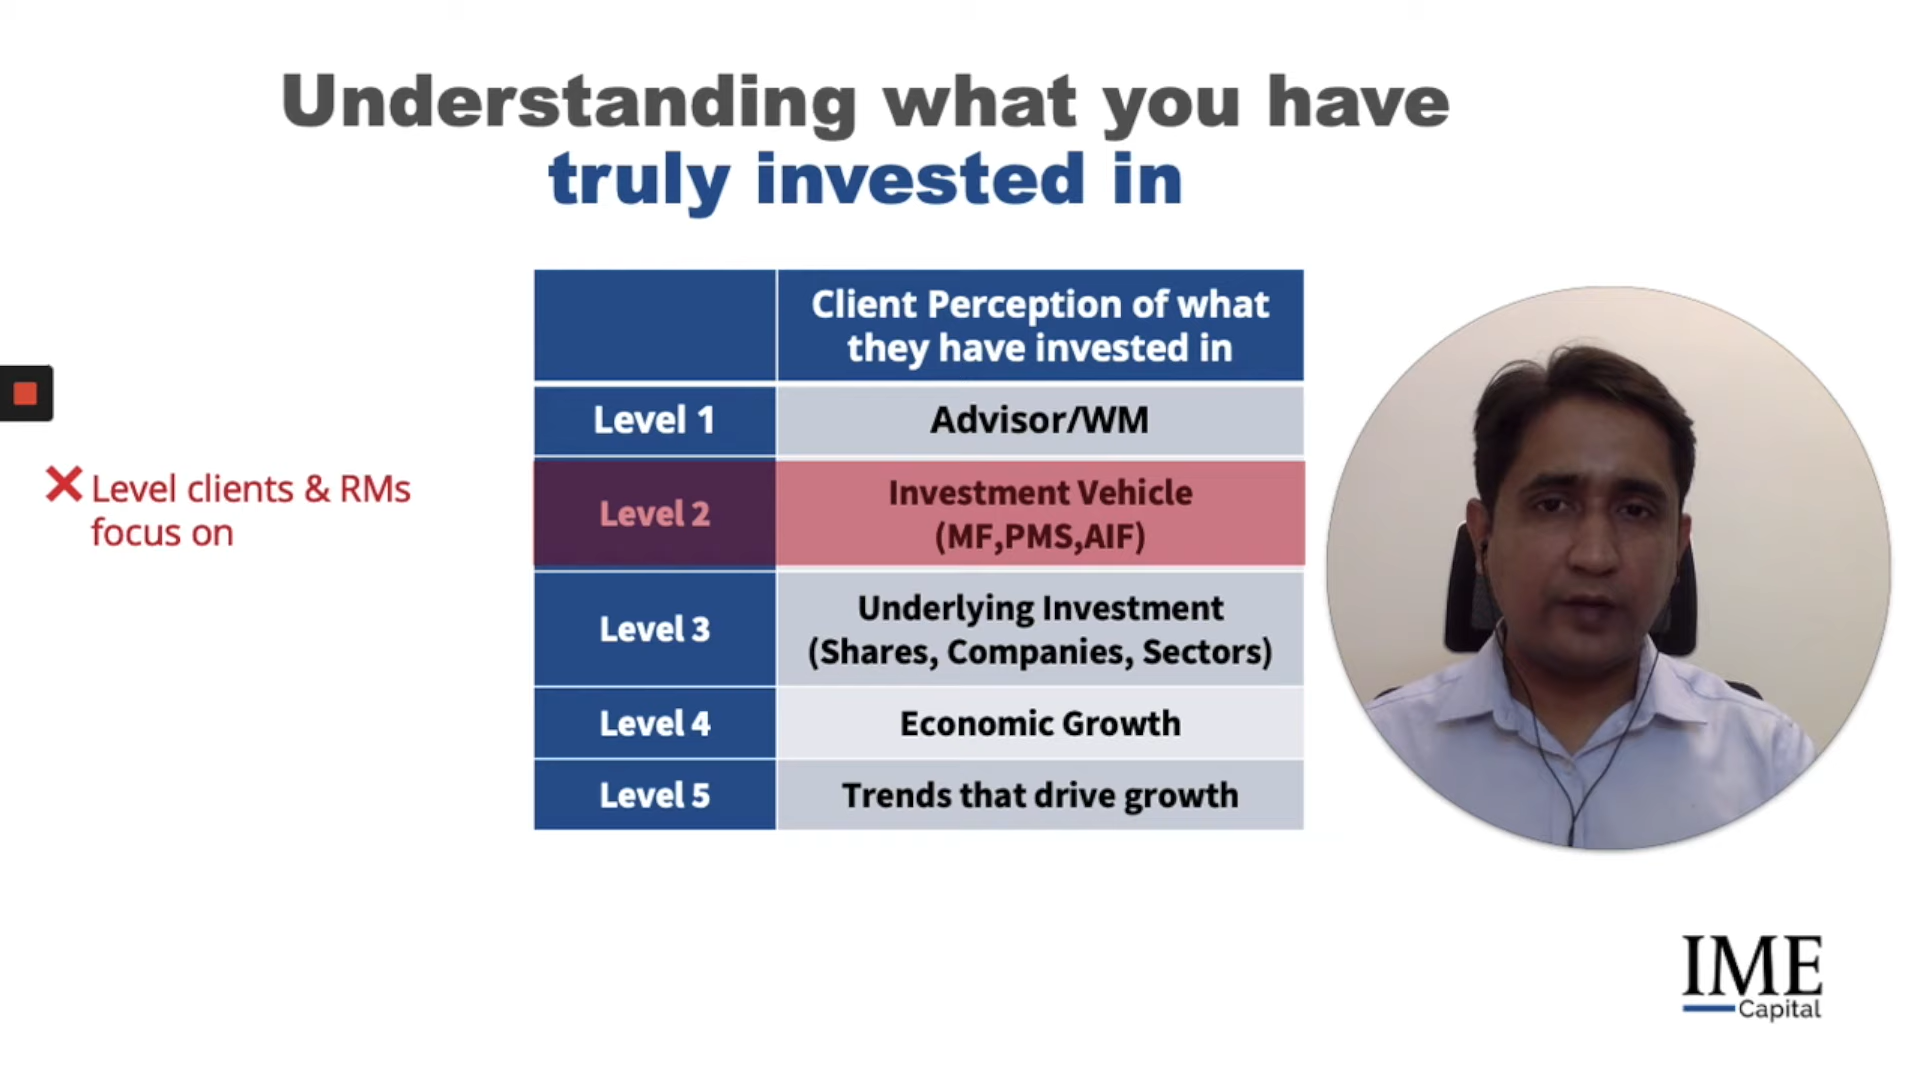 Understanding what you have
truly invested in
Client Perception of what
they have invested in
Level 1
Advisor/WM
❌ Level clients & RMs
focus on
Level 2
Investment Vehicle
(MF,PMS,AIF)
Level 3
Underlying Investment
(Shares, Companies, Sectors)
Level 4
Economic Growth
Level 5
Trends that drive growth
IME
Capital